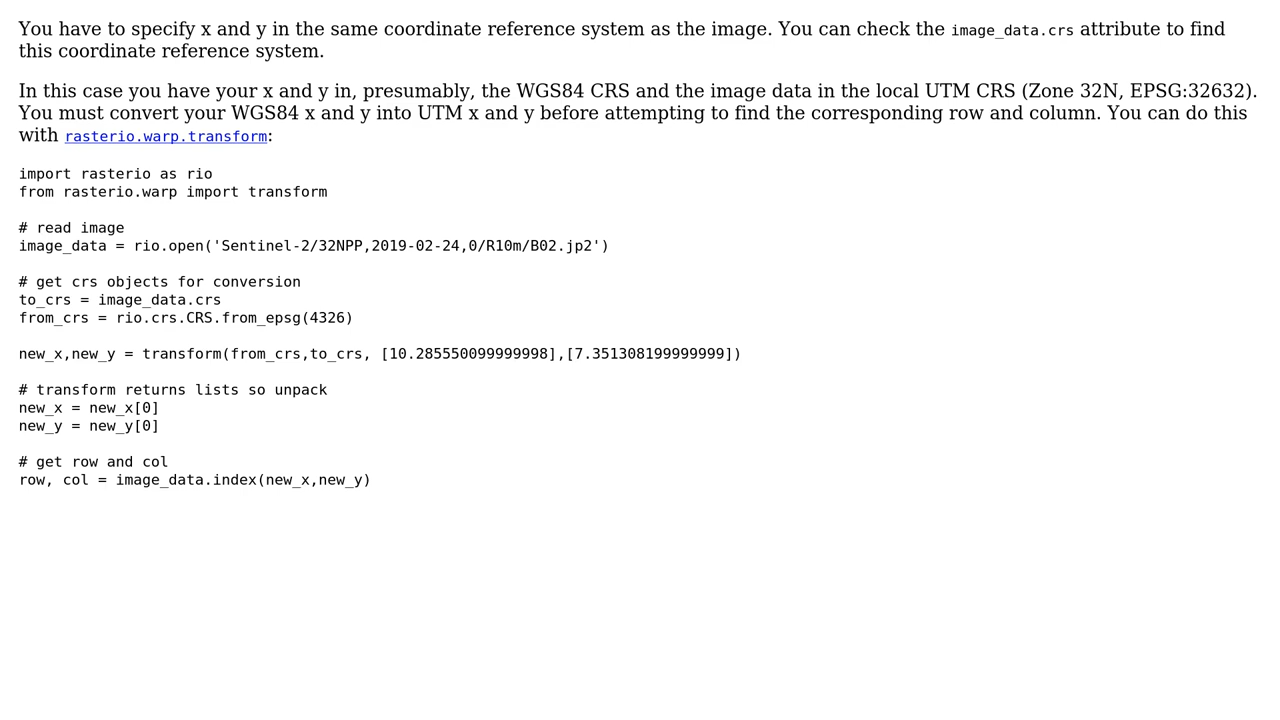 You have to specify x and y in the same coordinate reference system as the image. You can check the image_data.crs attribute to find
this coordinate reference system.
In this case you have your x and y in, presumably, the WGS84 CRS and the image data in the local UTM CRS (Zone 32N, EPSG:32632).
You must convert your WGS84 x and y into UTM x and y before attempting to find the corresponding row and column. You can do this
with rasterio.warp.transform:
import rasterio as rio
from rasterio.warp import transform
# read image
image_data = rio.open('Sentinel-2/32NPP,2019-02-24,0/R10m/B02.jp2')
# get crs objects for conversion
to_crs = image_data.crs
from_crs = rio.crs.CRS.from_epsg(4326)
new_x,new_y = transform(from_crs,to_crs, [10.285550099999998],[7.351308199999999])
# transform returns lists so unpack
new_x = new_x[0]
new_y = new_y[0]
# get row and col
row, col = image_data.index(new_x,new_y)